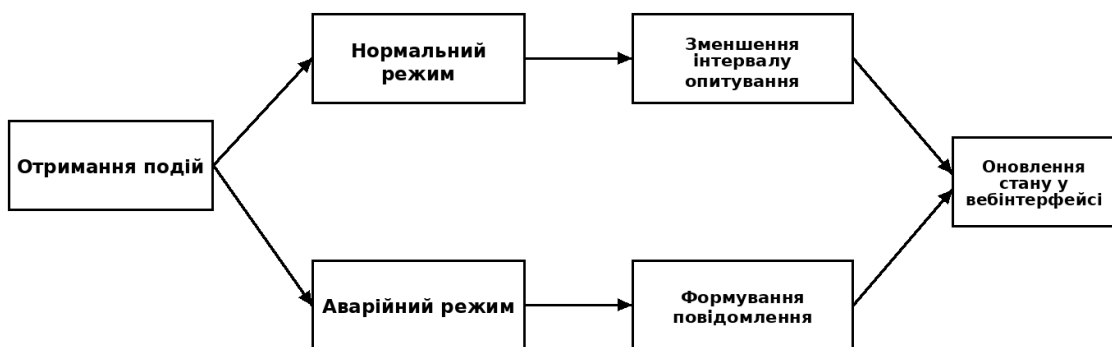 Отримання подій
Нормальний
режим
Зменшення
інтервалу
опитування
Аварійний режим
Формування
повідомлення
Оновлення
стану у
вебінтерфейсі